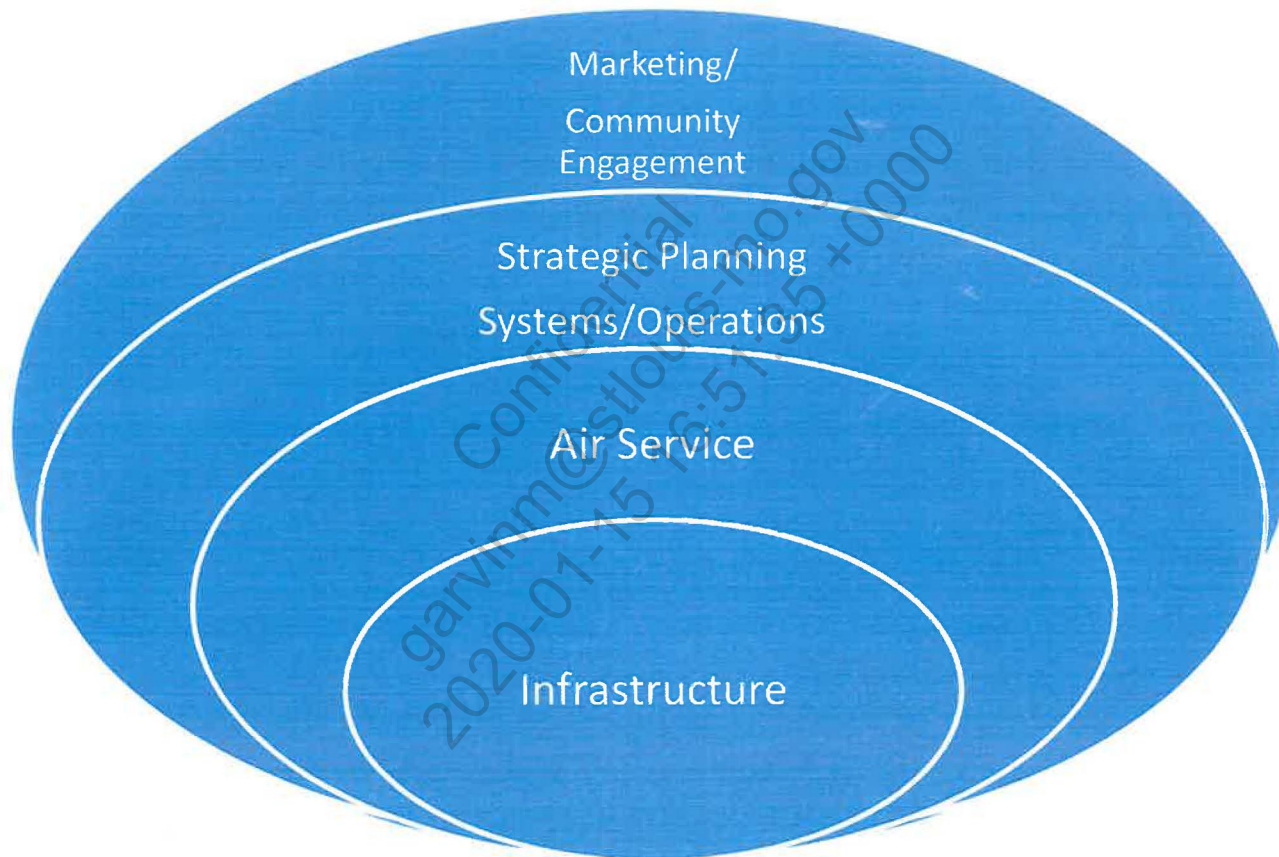 Marketing/
Community
Engagement
Strategic Planning
Systems/Operations
Air Service
Infrastructure
Confidential
garvinm@stlouis-mo.gov
2020-01-15 16:51:35 +0000